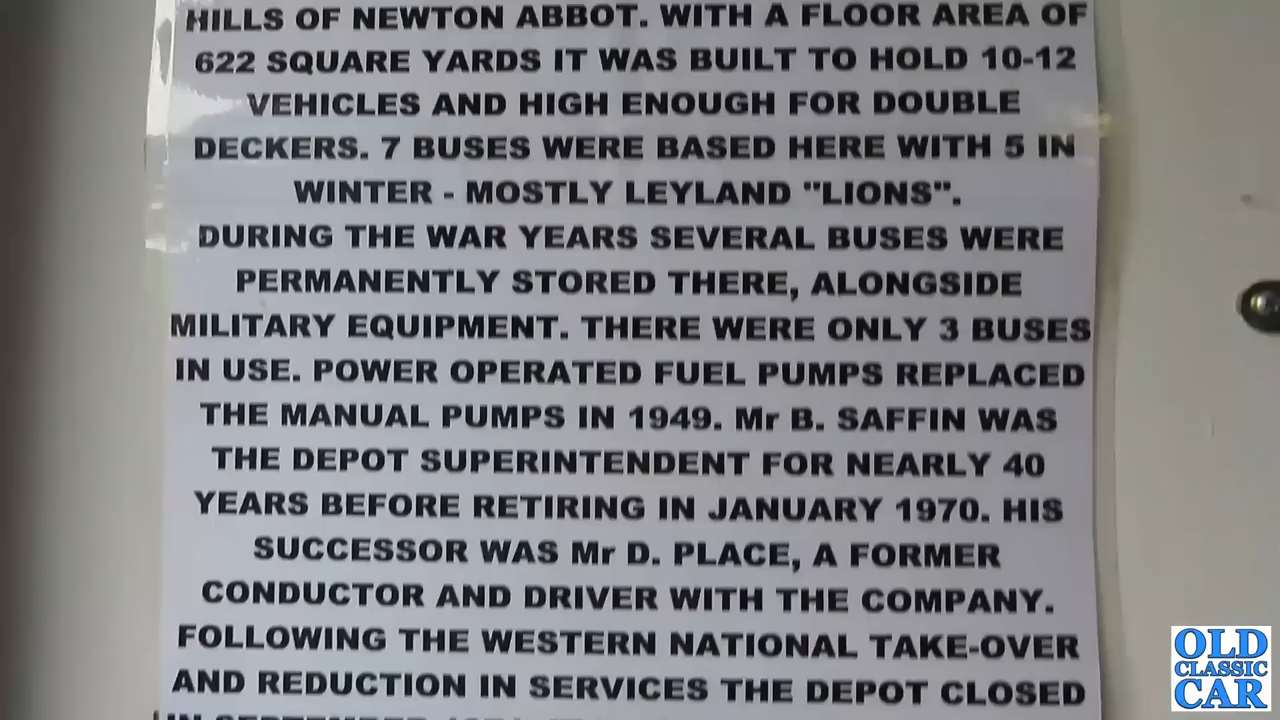 HILLS OF NEWTON ABBOT. WITH A FLOOR AREA OF
622 SQUARE YARDS IT WAS BUILT TO HOLD 10-12
VEHICLES AND HIGH ENOUGH FOR DOUBLE
DECKERS. 7 BUSES WERE BASED HERE WITH 5 IN
WINTER - MOSTLY LEYLAND "LIONS".
DURING THE WAR YEARS SEVERAL BUSES WERE
PERMANENTLY STORED THERE, ALONGSIDE
MILITARY EQUIPMENT. THERE WERE ONLY 3 BUSES
IN USE. POWER OPERATED FUEL PUMPS REPLACED
THE MANUAL PUMPS IN 1949. Mr B. SAFFIN WAS
THE DEPOT SUPERINTENDENT FOR NEARLY 40
YEARS BEFORE RETIRING IN JANUARY 1970. HIS
SUCCESSOR WAS Mr D. PLACE, A FORMER
CONDUCTOR AND DRIVER WITH THE COMPANY.
FOLLOWING THE WESTERN NATIONAL TAKE-OVER
AND REDUCTION IN SERVICES THE DEPOT CLOSED
IN SEPTEMBER
OLD
CLASSIC
CAR